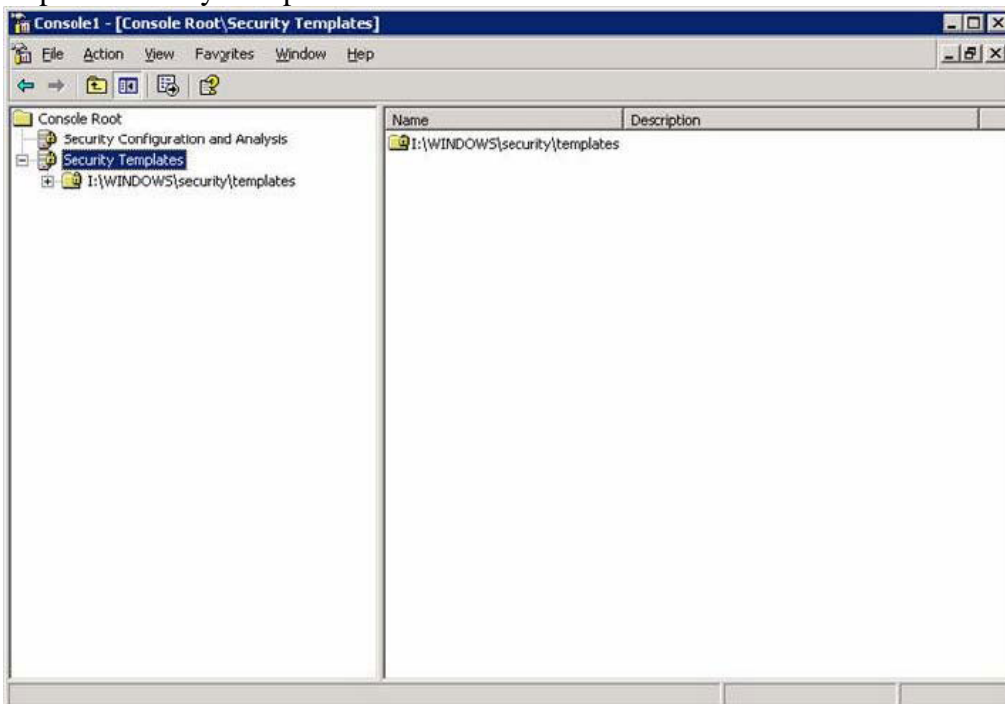 Console1 - [Console Root\Security Templates]
File Action View Favorites Window Help
Console Root
Security Configuration and Analysis
Security Templates
I:\WINDOWS\security\templates
Name Description
I:\WINDOWS\security\templates